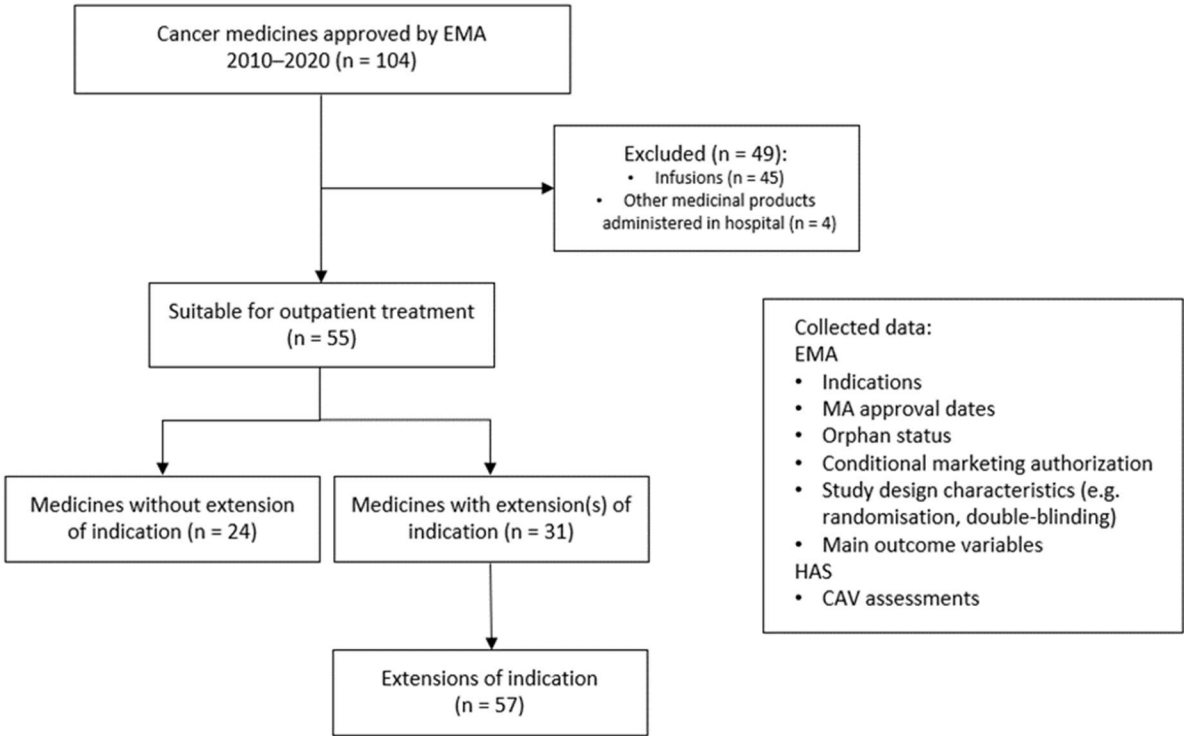 Cancer medicines approved by EMA
2010–2020 (n = 104)
Excluded (n = 49):
• Infusions (n = 45)
• Other medicinal products
administered in hospital (n = 4)
Suitable for outpatient treatment
(n = 55)
Medicines without extension
of indication (n = 24)
Medicines with extension(s) of
indication (n = 31)
Extensions of indication
(n = 57)
Collected data:
EMA
• Indications
• MA approval dates
• Orphan status
• Conditional marketing authorization
• Study design characteristics (e.g.
randomisation, double-blinding)
• Main outcome variables
HAS
• CAV assessments